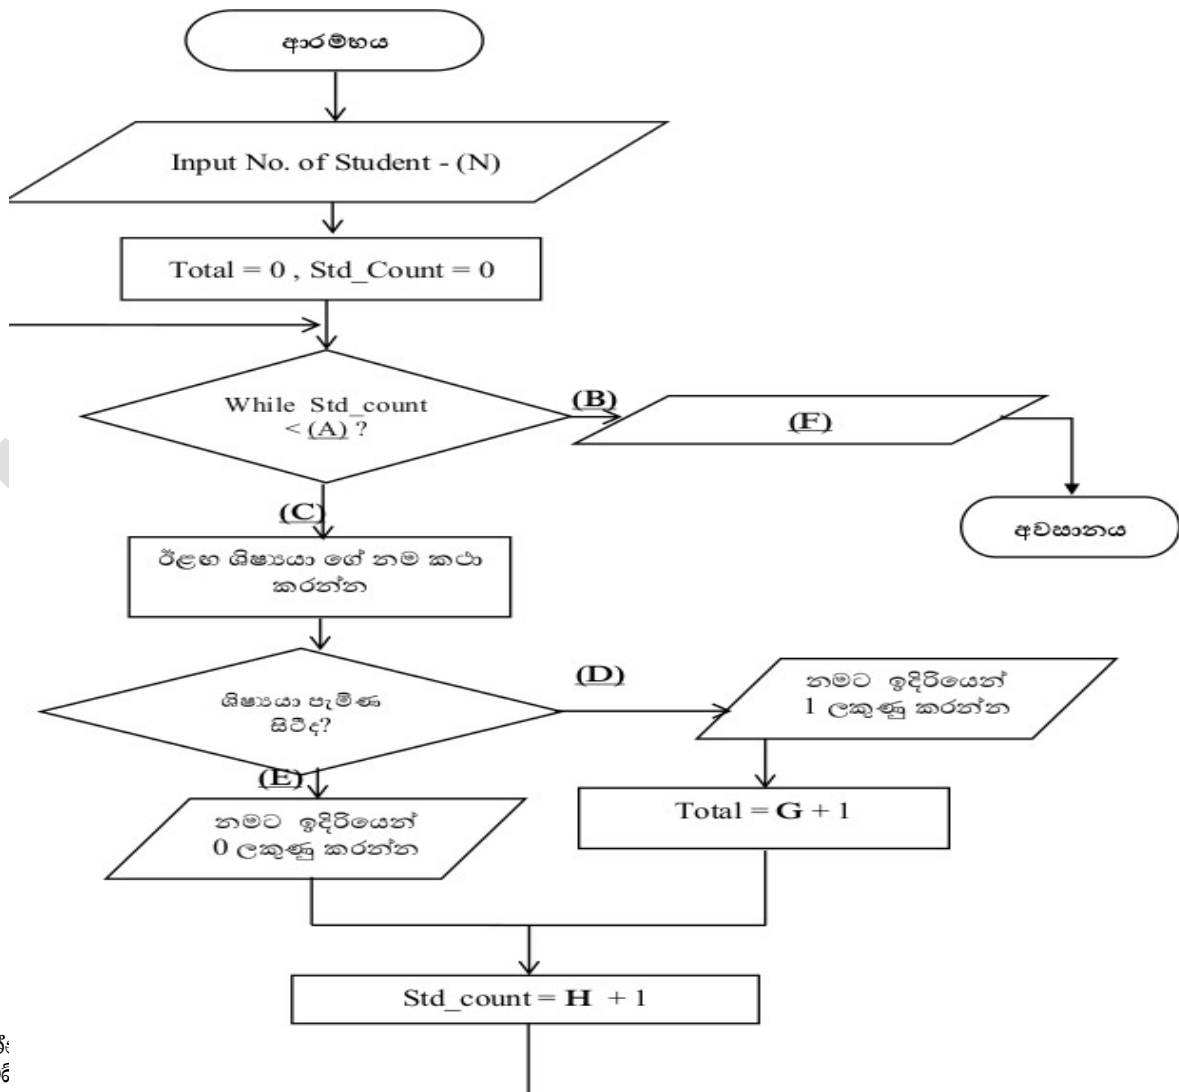 ආරම්භය
Input No. of Student - (N)
Total = 0 , Std_Count = 0
While Std_count
< (A) ?
(B)
(F)
අවසානය
(C)
ඊළඟ ශිෂ්‍යයා ගේ නම කථා
කරන්න
ශිෂ්‍යයා පැමිණ
සිටීද?
(D)
නමට ඉදිරියෙන්
1 ලකුණු කරන්න
(E)
නමට ඉදිරියෙන්
0 ලකුණු කරන්න
Total = G + 1
Std_count = H + 1